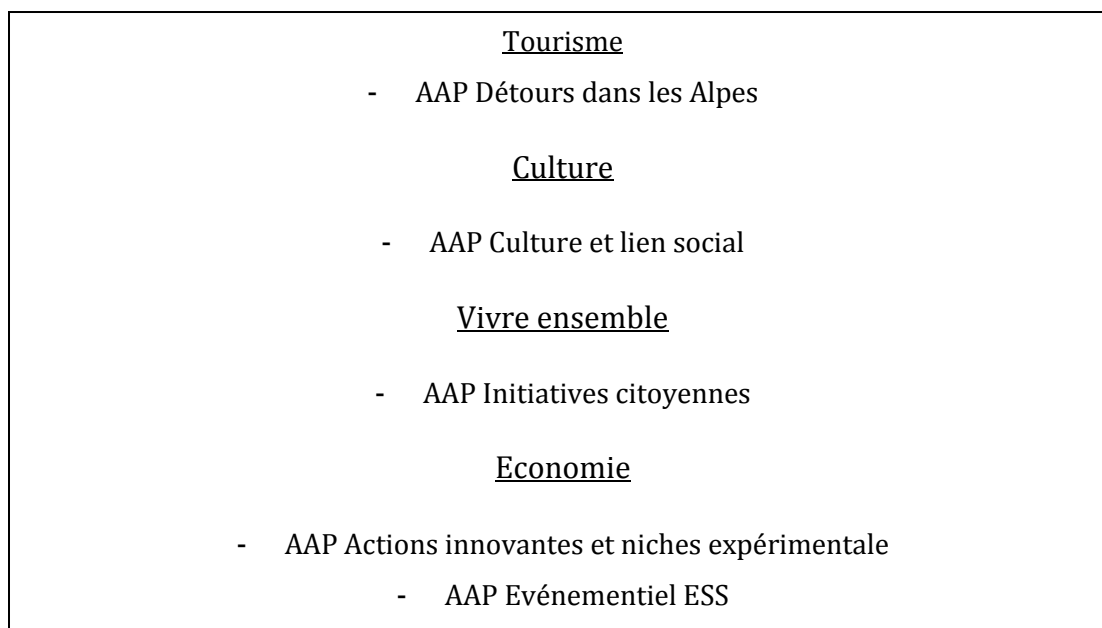 Tourisme
- AAP Détours dans les Alpes
Culture
- AAP Culture et lien social
Vivre ensemble
- AAP Initiatives citoyennes
Economie
- AAP Actions innovantes et niches expérimentale
- AAP Evénementiel ESS